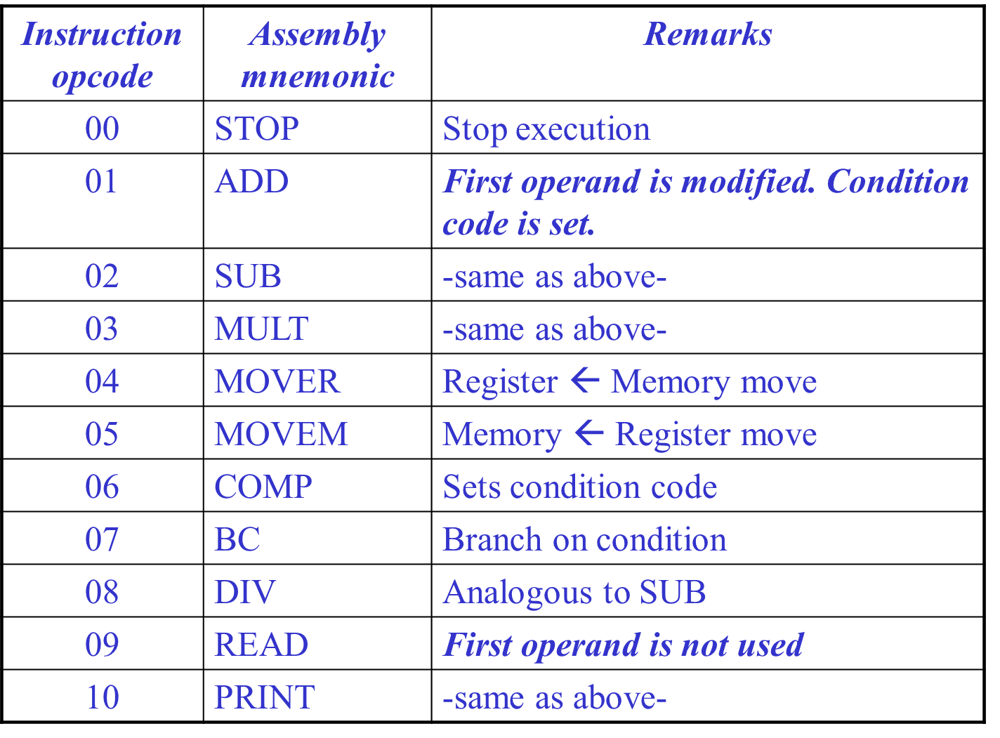 Instruction opcode Assembly mnemonic Remarks
00 STOP Stop execution
01 ADD First operand is modified. Condition
code is set.
02 SUB -same as above-
03 MULT -same as above-
04 MOVER Register ← Memory move
05 MOVEM Memory ← Register move
06 COMP Sets condition code
07 BC Branch on condition
08 DIV Analogous to SUB
09 READ First operand is not used
10 PRINT -same as above-